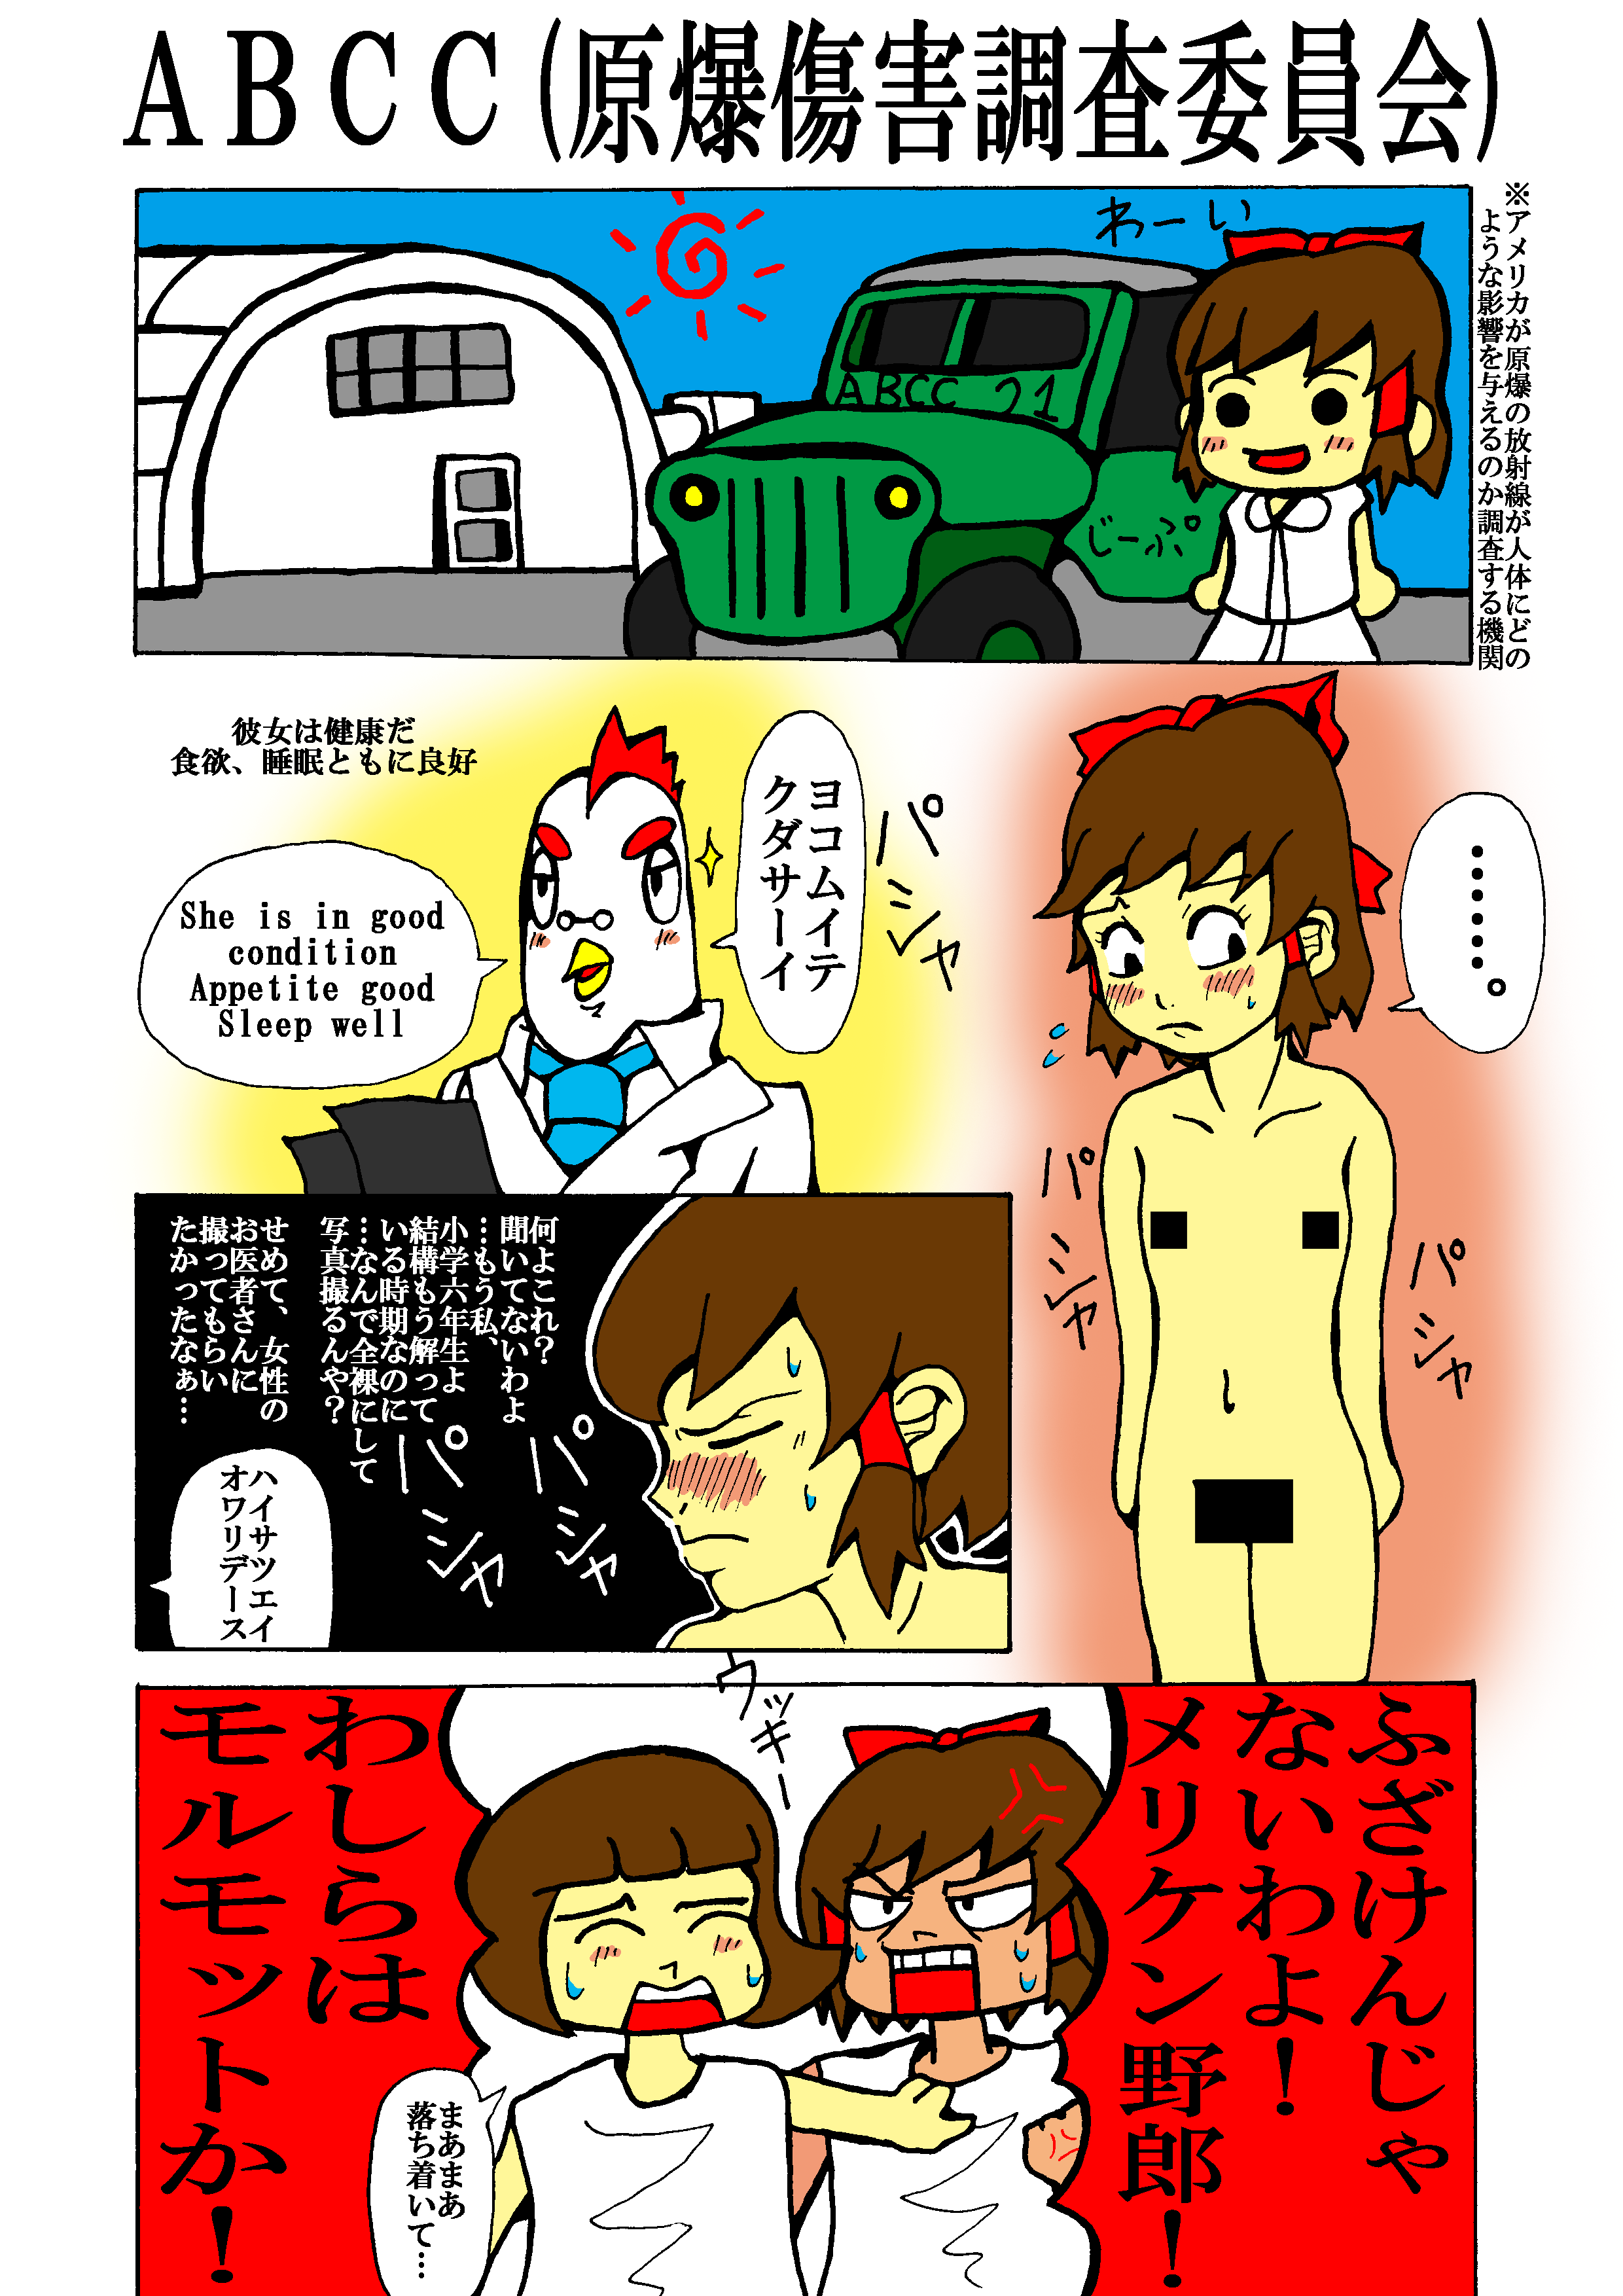 ABCC(原爆傷害調査委員会)
※アメリカが原爆の放射線が人体にどの
ような影響を与えるのか調査する機関
わーい
ABCC 21
じーぷ
‥‥‥。
パシャ
ヨコムイテ
クダサーイ
彼女は健康だ
食欲、睡眠ともに良好
She is in good
condition
Appetite good
Sleep well
パシャ
パシャ
何よこれ？
聞いてないわよ
…もう私、
小学六年生よ
結構もう解って
いる時期なのに
…なんで全裸にして
写真撮るんや？
せめて、女性の
お医者さんに
撮ってもらい
たかったなぁ…
パシャ
パシャ
ハイサツエイ
オワリデース
ふざけんじゃ
ないわよ！
メリケン野郎！
ウッキー
わしらは
モルモットか！
まあまあ
落ち着いて…